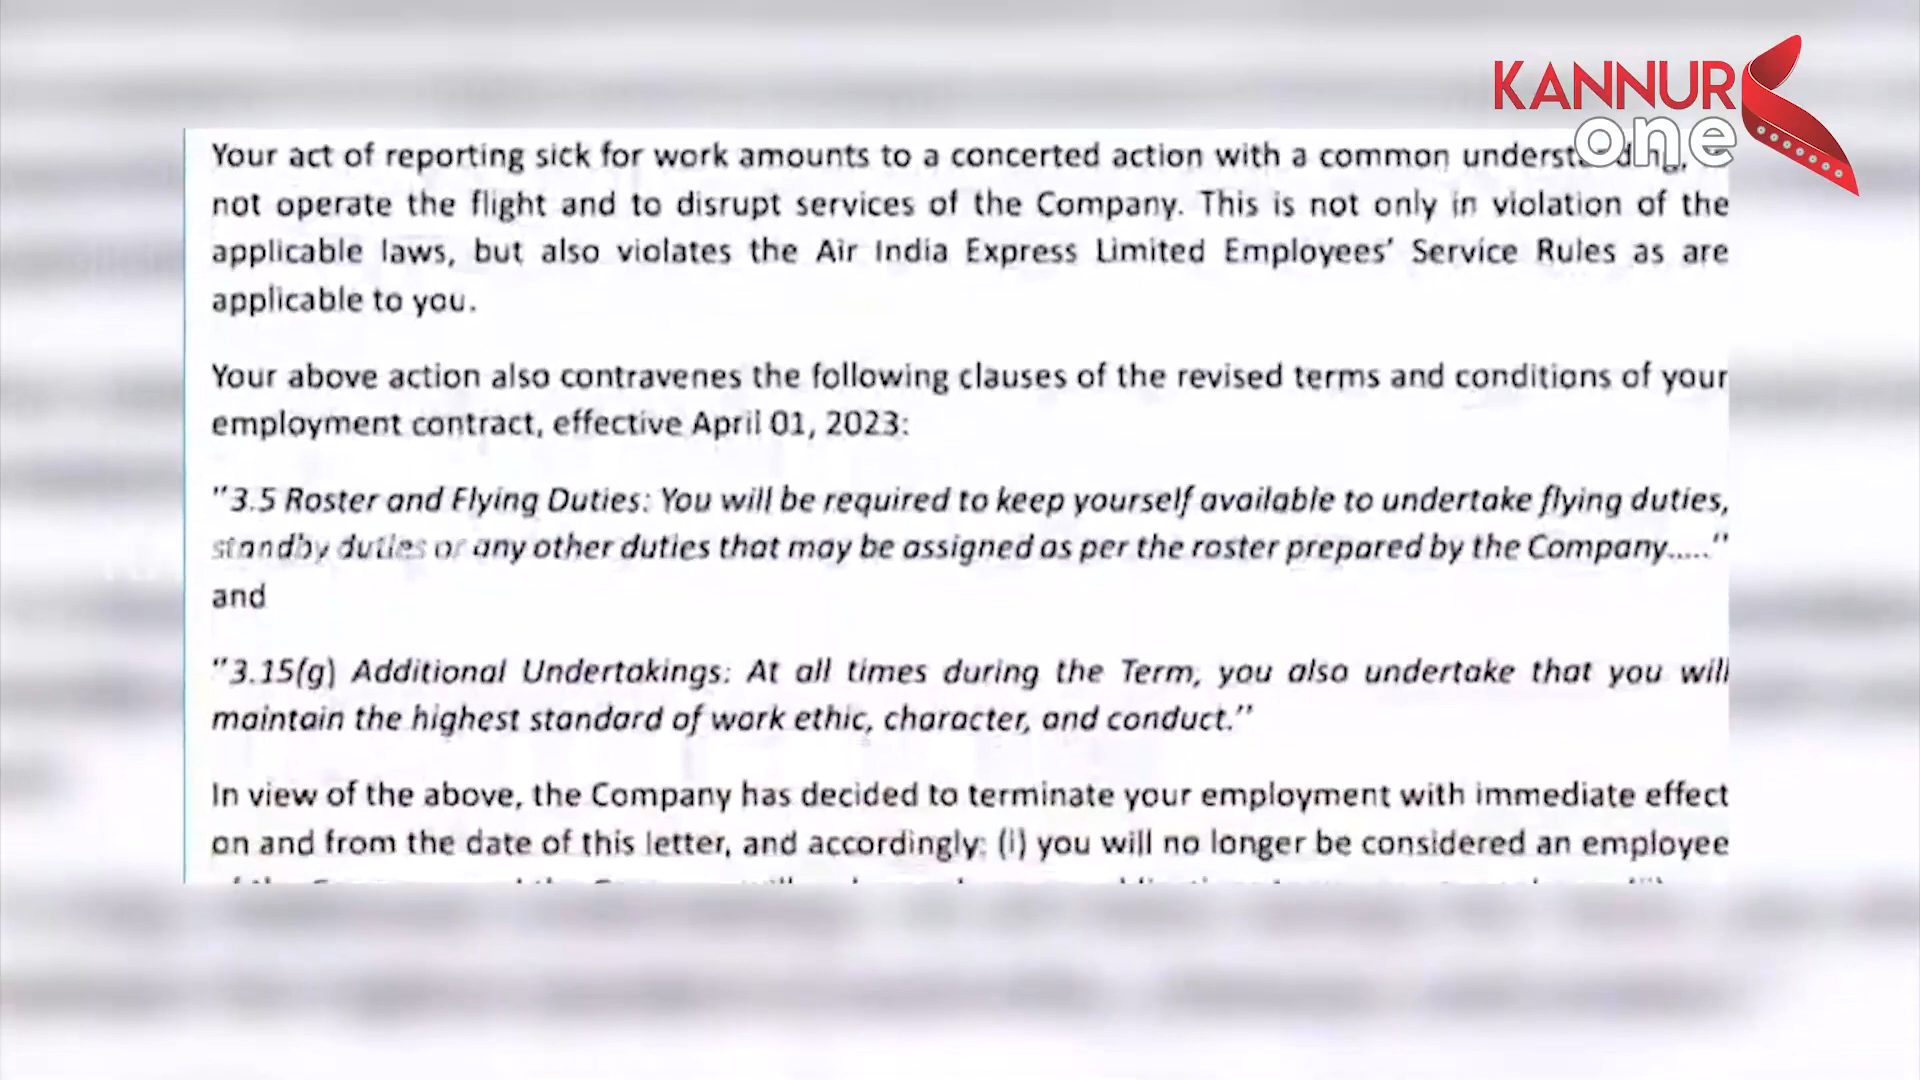 KANNUR
one
Your act of reporting sick for work amounts to a concerted action with a common
not operate the flight and to disrupt services of the Company. This is not only in violation of the
applicable laws, but also violates the Air India Express Limited Employees’ Service Rules as are
applicable to you.
Your above action also contravenes the following clauses of the revised terms and conditions of your
employment contract, effective April 01, 2023:
"3.5 Roster and Flying Duties: You will be required to keep yourself available to undertake flying duties,
standby duties or any other duties that may be assigned as per the roster prepared by the Company....."
and
"3.15(g) Additional Undertakings: At all times during the Term, you also undertake that you will
maintain the highest standard of work ethic, character, and conduct."
In view of the above, the Company has decided to terminate your employment with immediate effect
on and from the date of this letter, and accordingly: (i) you will no longer be considered an employee